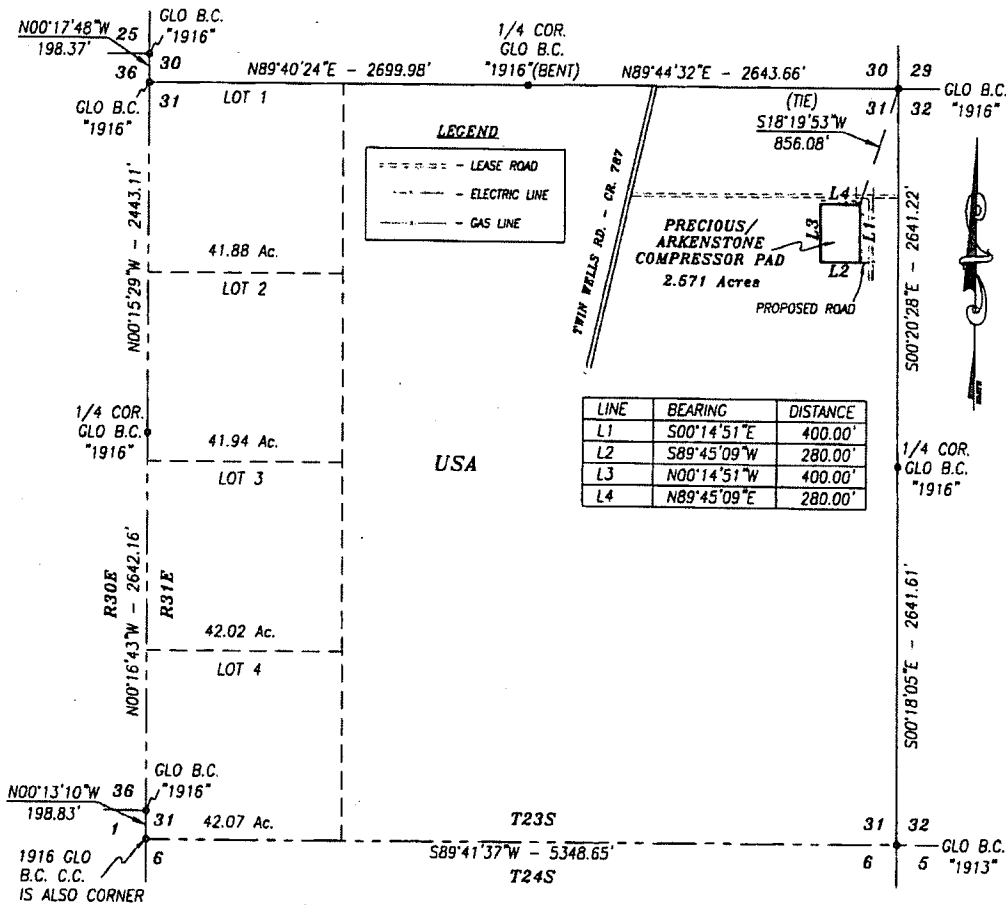 N00°17'48"W
198.37'
25
30
36
31
GLO B.C.
"1916"
GLO B.C.
"1916"
N89°40'24"E - 2699.98'
1/4 COR.
GLO B.C.
"1916"(BENT)
N89°44'32"E - 2643.66'
30 29
31 32
GLO B.C.
"1916"
(TIE)
S18°19'53"W
856.08'
LOT 1
LEGEND
- LEASE ROAD
- ELECTRIC LINE
- GAS LINE
N00°15'29"W - 2443.11'
41.88 Ac.
LOT 2
TWIN WELLS RD. - CR. 787
PRECIOUS/
ARKENSTONE
COMPRESSOR PAD
2.571 Acres
L4
L3
L1
L2
PROPOSED ROAD
S00°20'28"E - 2641.22'
1/4 COR.
GLO B.C.
"1916"
41.94 Ac.
LOT 3
USA
LINE BEARING DISTANCE
L1 S00°14'51"E 400.00'
L2 S89°45'09"W 280.00'
L3 N00°14'51"W 400.00'
L4 N89°45'09"E 280.00'
1/4 COR.
GLO B.C.
"1916"
R30E
R31E
N00°16'43"W - 2642.16'
42.02 Ac.
LOT 4
S00°18'05"E - 2641.61'
N00°13'10"W
198.83'
36
31
1
6
GLO B.C.
"1916"
42.07 Ac.
T23S
S89°41'37"W - 5348.65'
T24S
31 32
6 5
GLO B.C.
"1913"
1916 GLO
B.C. C.C.
IS ALSO CORNER